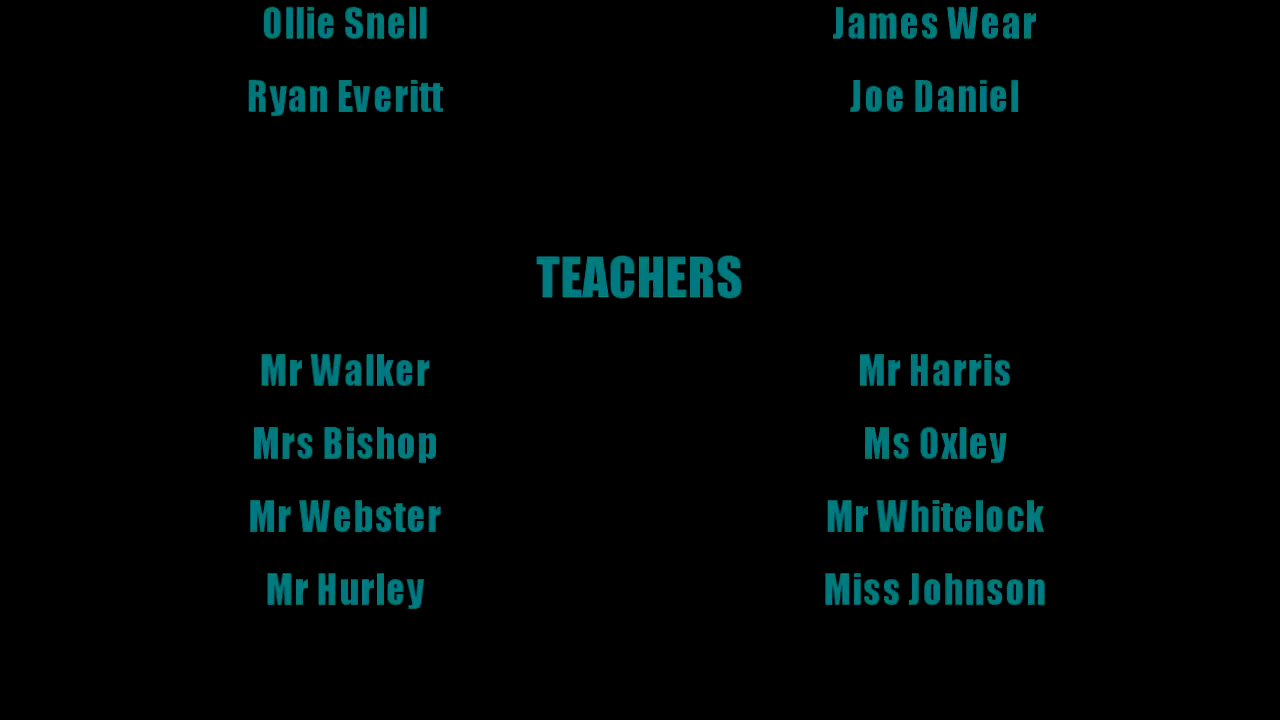 Ollie Snell James Wear
Ryan Everitt Joe Daniel
TEACHERS
Mr Walker Mr Harris
Mrs Bishop Ms Oxley
Mr Webster Mr Whitelock
Mr Hurley Miss Johnson